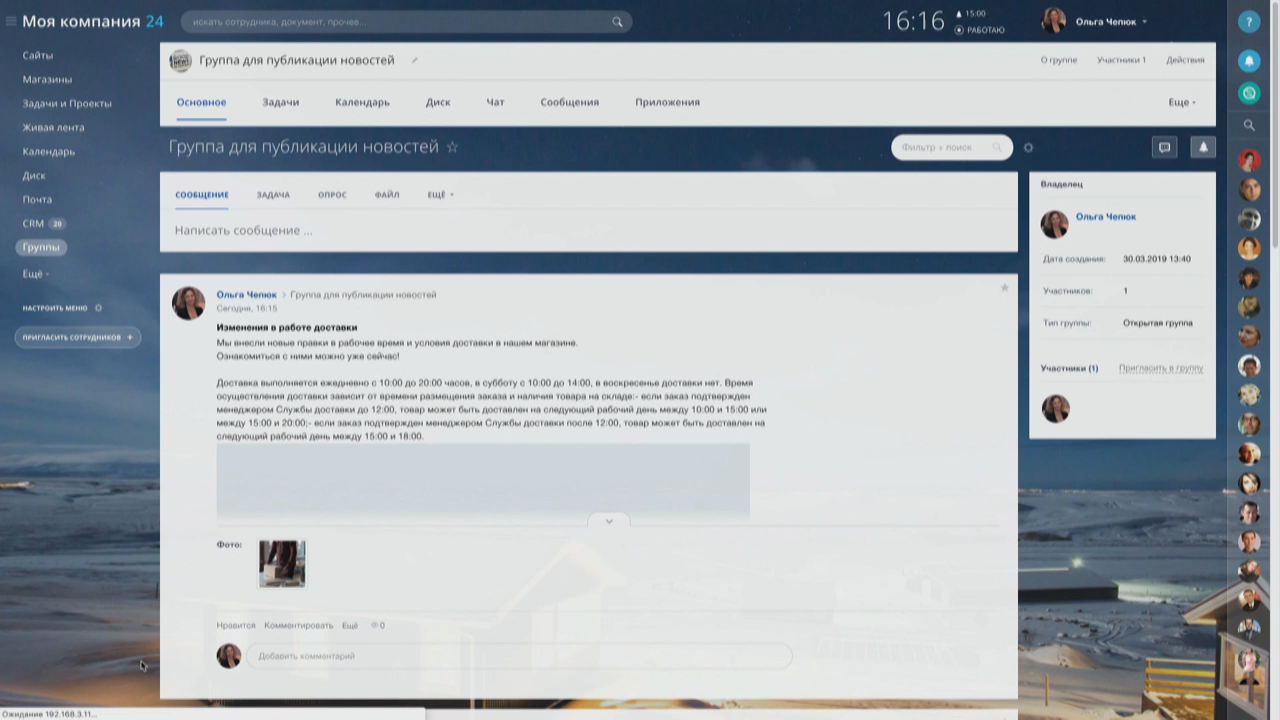 Моя компания 24
искать сотрудника, документ, прочее...
16:16
15:00
РАБОТАЮ
Ольга Чепюк
?
Сайты
Магазины
Задачи и Проекты
Живая лента
Календарь
Диск
Почта
CRM 20
Группы
Ещё
НАСТРОИТЬ МЕНЮ
ПРИГЛАСИТЬ СОТРУДНИКОВ +
Группа для публикации новостей
О группе Участники 1 Действия
Основное Задачи Календарь Диск Чат Сообщения Приложения Еще
Группа для публикации новостей
Фильтр + поиск
СООБЩЕНИЕ ЗАДАЧА ОПРОС ФАЙЛ ЕЩЁ
Написать сообщение ...
Ольга Чепюк > Группа для публикации новостей
Сегодня, 16:15
Изменения в работе доставки
Мы внесли новые правки в рабочее время и условия доставки в нашем магазине.
Ознакомиться с ними можно уже сейчас!
Доставка выполняется ежедневно с 10:00 до 20:00 часов, в субботу с 10:00 до 14:00, в воскресенье доставки нет. Время
осуществления доставки зависит от времени размещения заказа и наличия товара на складе:- если заказ подтвержден
менеджером Службы доставки до 12:00, товар может быть доставлен на следующий рабочий день между 10:00 и 15:00 или
между 15:00 и 20:00;- если заказ подтвержден менеджером Службы доставки после 12:00, товар может быть доставлен на
следующий рабочий день между 15:00 и 18:00.
Фото:
Нравится Комментировать Ещё 0
Добавить комментарий
Владелец
Ольга Чепюк
Дата создания: 30.03.2019 13:40
Участников: 1
Тип группы: Открытая группа
Участники (1) Пригласить в группу
Ожидание 192.168.3.11...